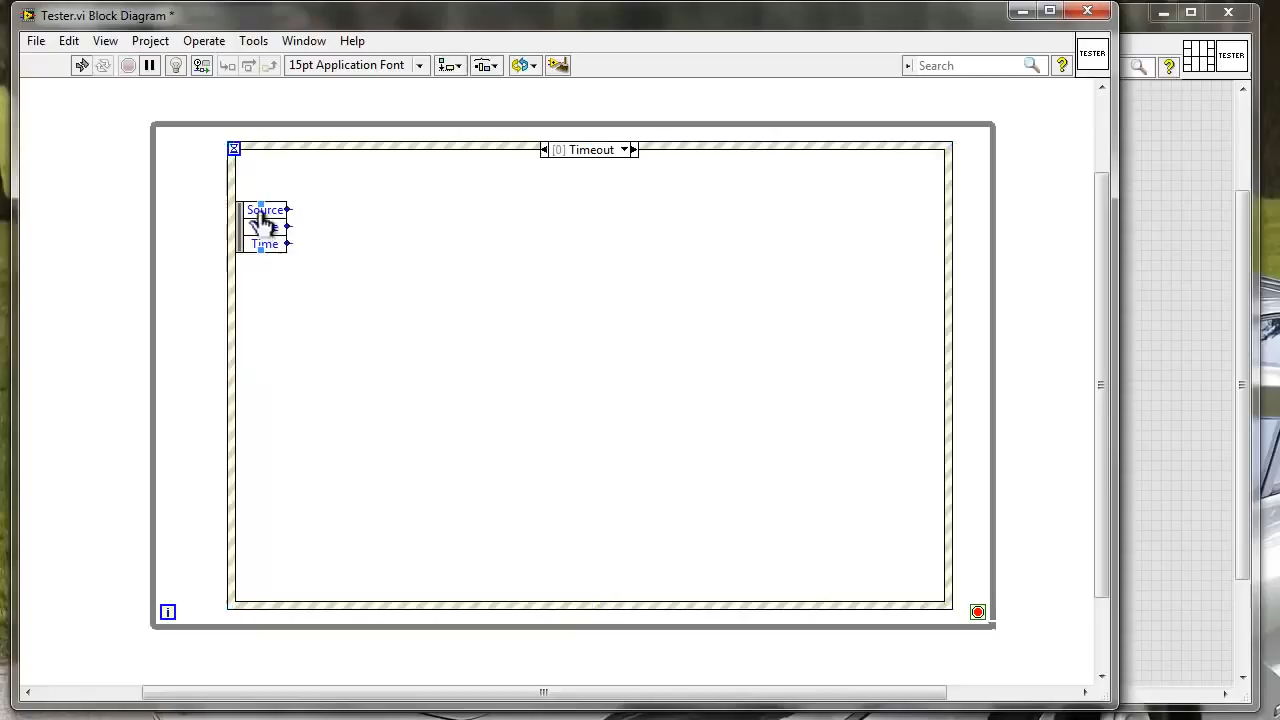 Tester.vi Block Diagram *
File Edit View Project Operate Tools Window Help
15pt Application Font
Search
TESTER
TESTER
[0] Timeout
Source
Time
i